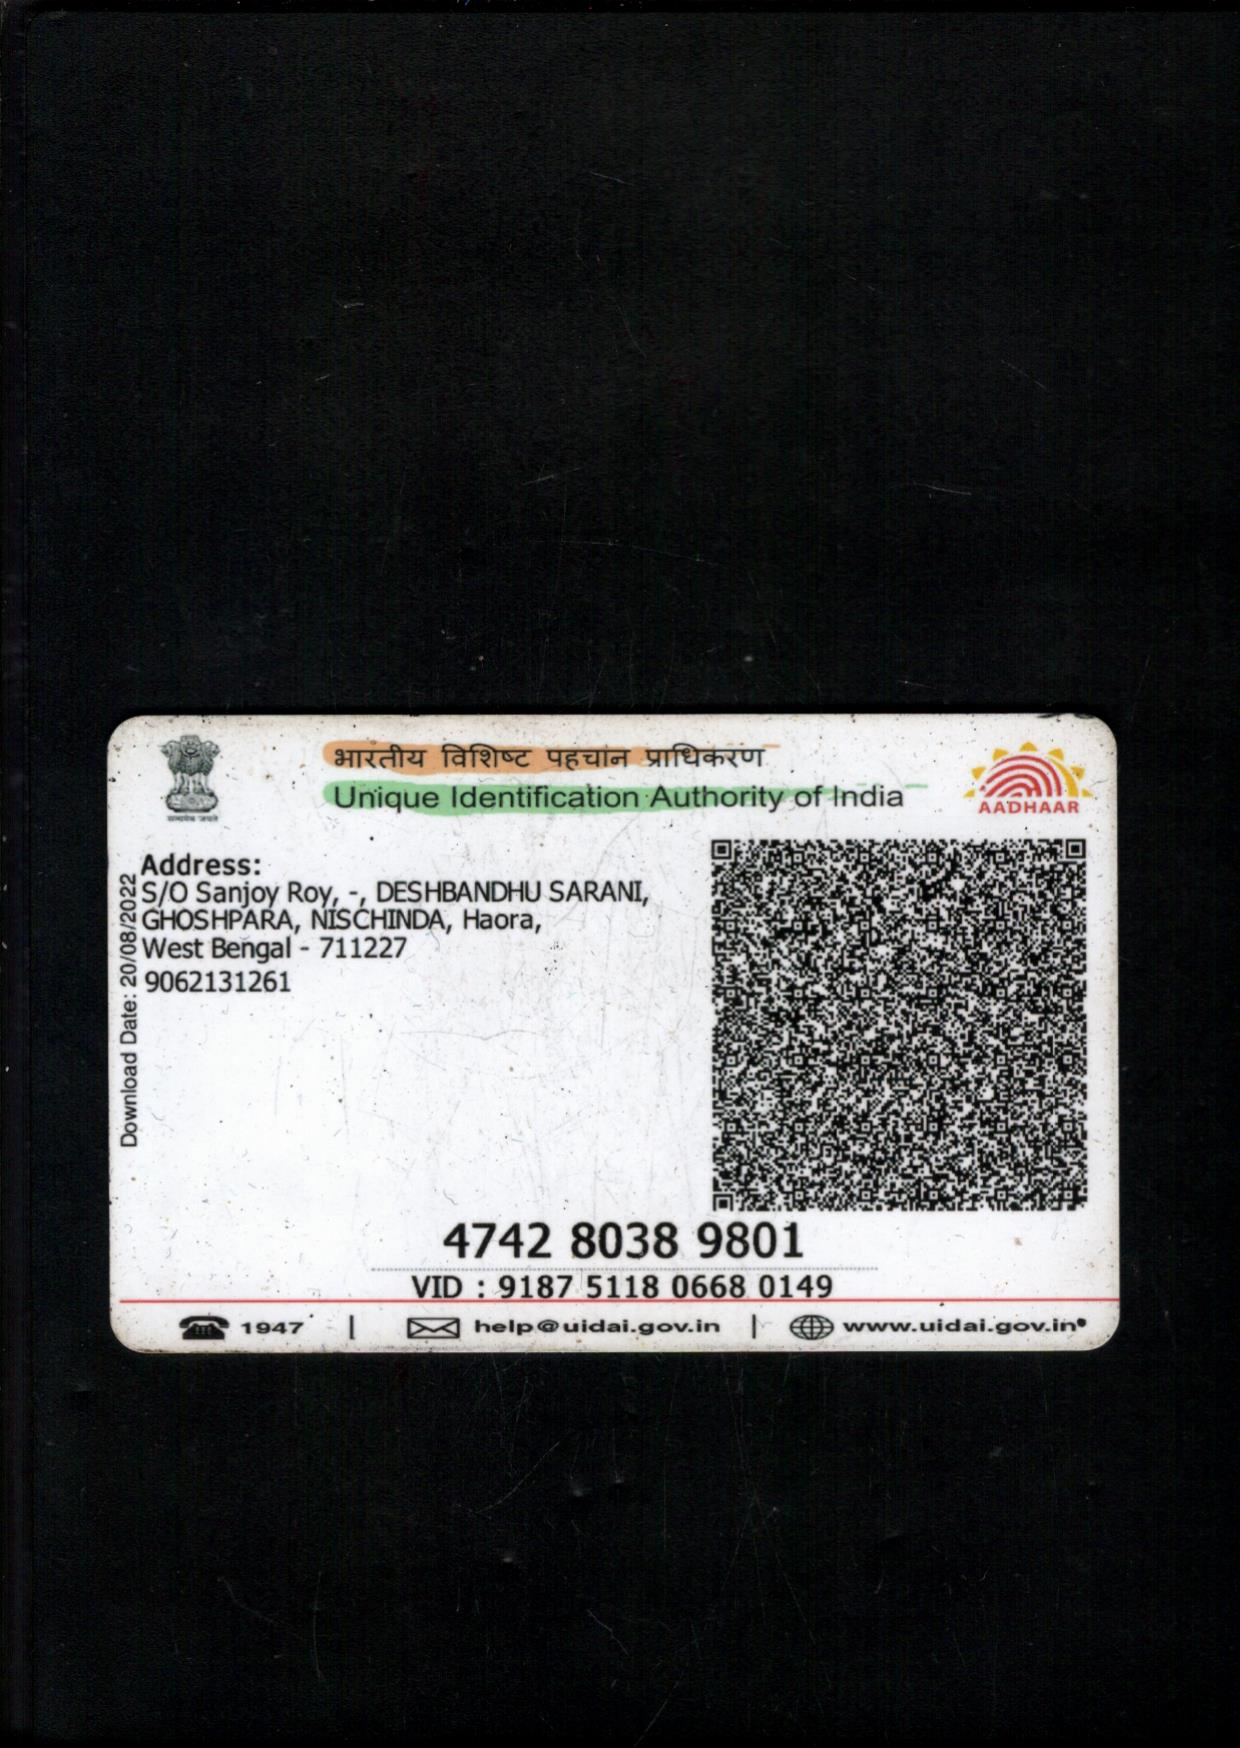 भारतीय विशिष्ट पहचान प्राधिकरण
Unique Identification Authority of India
सत्यमेव जयते
AADHAAR
Download Date: 20/08/2022
Address:
S/O Sanjoy Roy, -, DESHBANDHU SARANI,
GHOSHPARA, NISCHINDA, Haora,
West Bengal - 711227
9062131261
4742 8038 9801
VID : 9187 5118 0668 0149
1947 | help@uidai.gov.in | www.uidai.gov.in